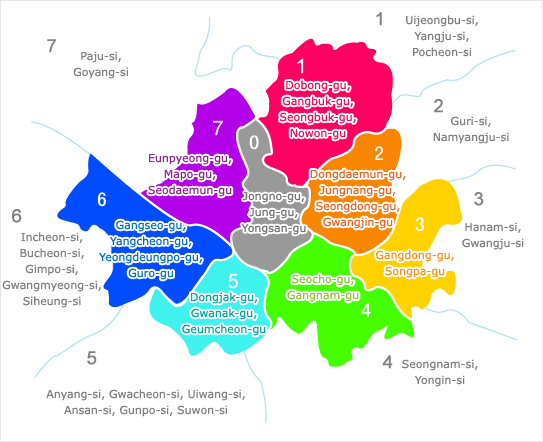 7
Paju-si,
Goyang-si
1
Uijeongbu-si,
Yangju-si,
Pocheon-si
1
Dobong-gu,
Gangbuk-gu,
Seongbuk-gu,
Nowon-gu
2
Guri-si,
Namyangju-si
7
Eunpyeong-gu,
Mapo-gu,
Seodaemun-gu
0
Jongno-gu,
Jung-gu,
Yongsan-gu
2
Dongdaemun-gu,
Jungnang-gu,
Seongdong-gu,
Gwangjin-gu
6
Gangseo-gu,
Yangcheon-gu,
Yeongdeungpo-gu,
Guro-gu
3
Gangdong-gu,
Songpa-gu
3
Hanam-si,
Gwangju-si
6
Incheon-si,
Bucheon-si,
Gimpo-si,
Gwangmyeong-si,
Siheung-si
5
Dongjak-gu,
Gwanak-gu,
Geumcheon-gu
Seocho-gu,
Gangnam-gu
4
5
Anyang-si, Gwacheon-si, Uiwang-si,
Ansan-si, Gunpo-si, Suwon-si
4
Seongnam-si,
Yongin-si